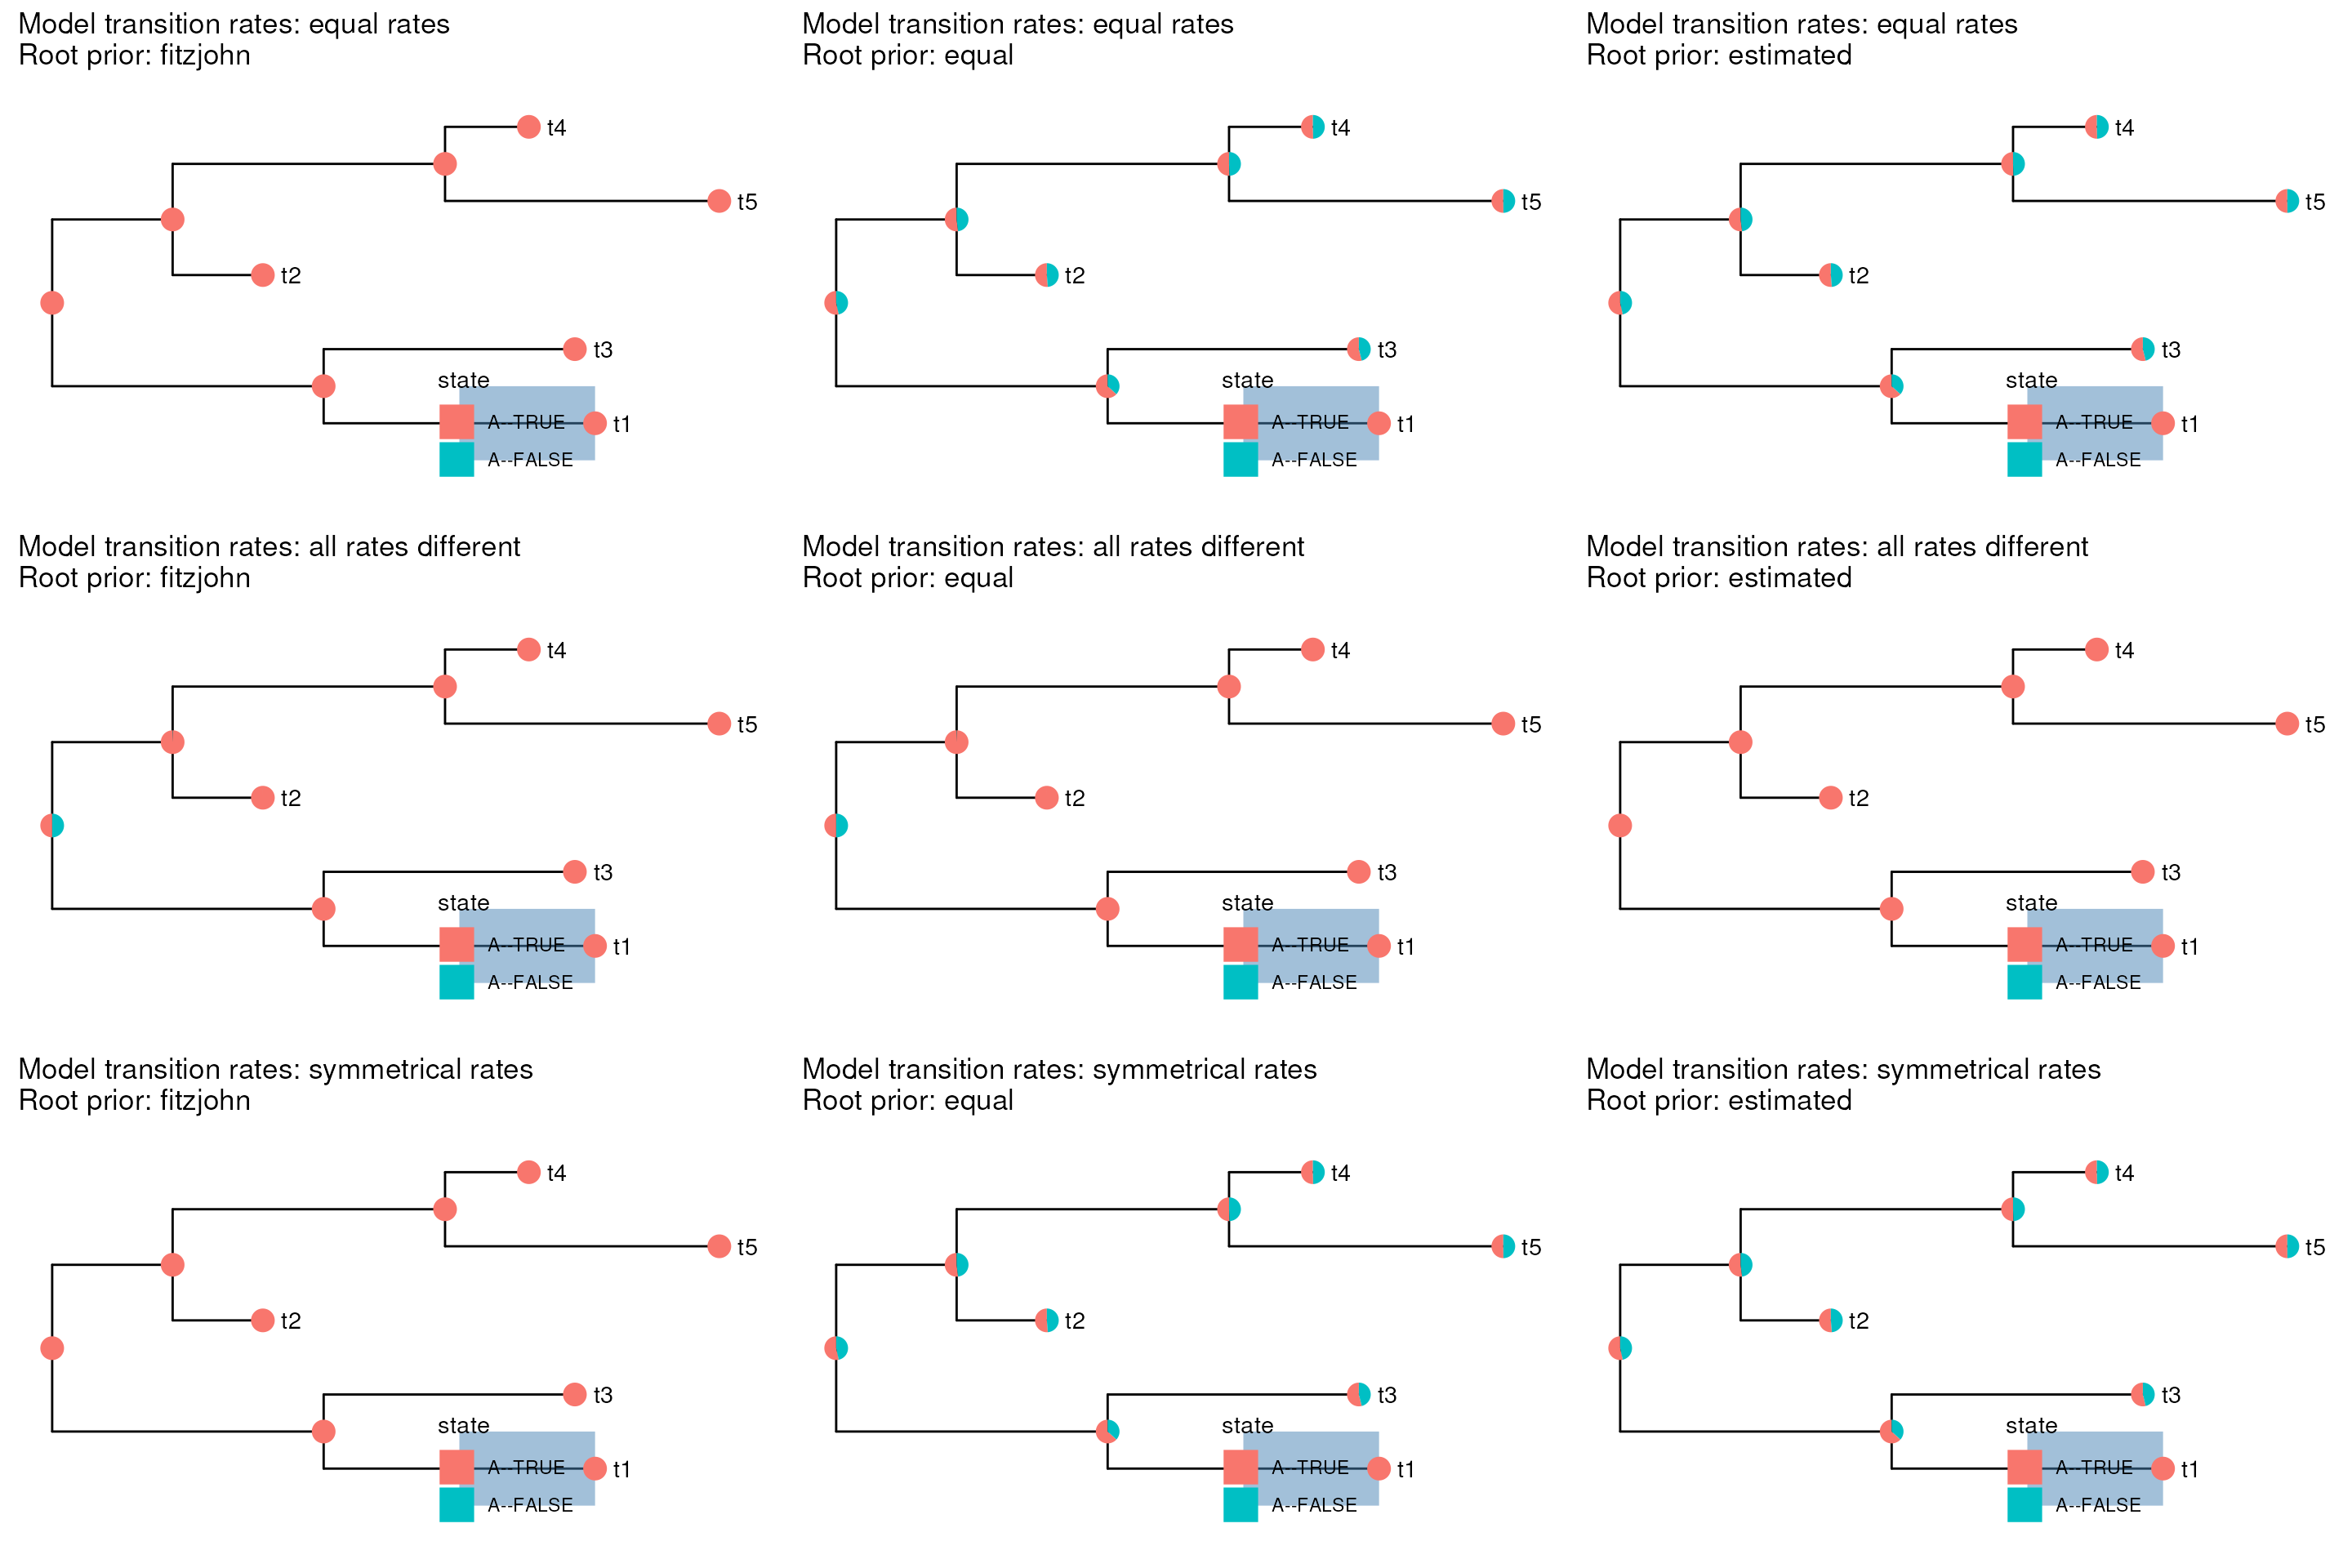 Model transition rates: equal rates
Root prior: fitzjohn
t4
t5
t2
t3
state
A--TRUE
t1
A--FALSE
Model transition rates: equal rates
Root prior: equal
t4
t5
t2
t3
state
A--TRUE
t1
A--FALSE
Model transition rates: equal rates
Root prior: estimated
t4
t5
t2
t3
state
A--TRUE
t1
A--FALSE
Model transition rates: all rates different
Root prior: fitzjohn
t4
t5
t2
t3
state
A--TRUE
t1
A--FALSE
Model transition rates: all rates different
Root prior: equal
t4
t5
t2
t3
state
A--TRUE
t1
A--FALSE
Model transition rates: all rates different
Root prior: estimated
t4
t5
t2
t3
state
A--TRUE
t1
A--FALSE
Model transition rates: symmetrical rates
Root prior: fitzjohn
t4
t5
t2
t3
state
A--TRUE
t1
A--FALSE
Model transition rates: symmetrical rates
Root prior: equal
t4
t5
t2
t3
state
A--TRUE
t1
A--FALSE
Model transition rates: symmetrical rates
Root prior: estimated
t4
t5
t2
t3
state
A--TRUE
t1
A--FALSE